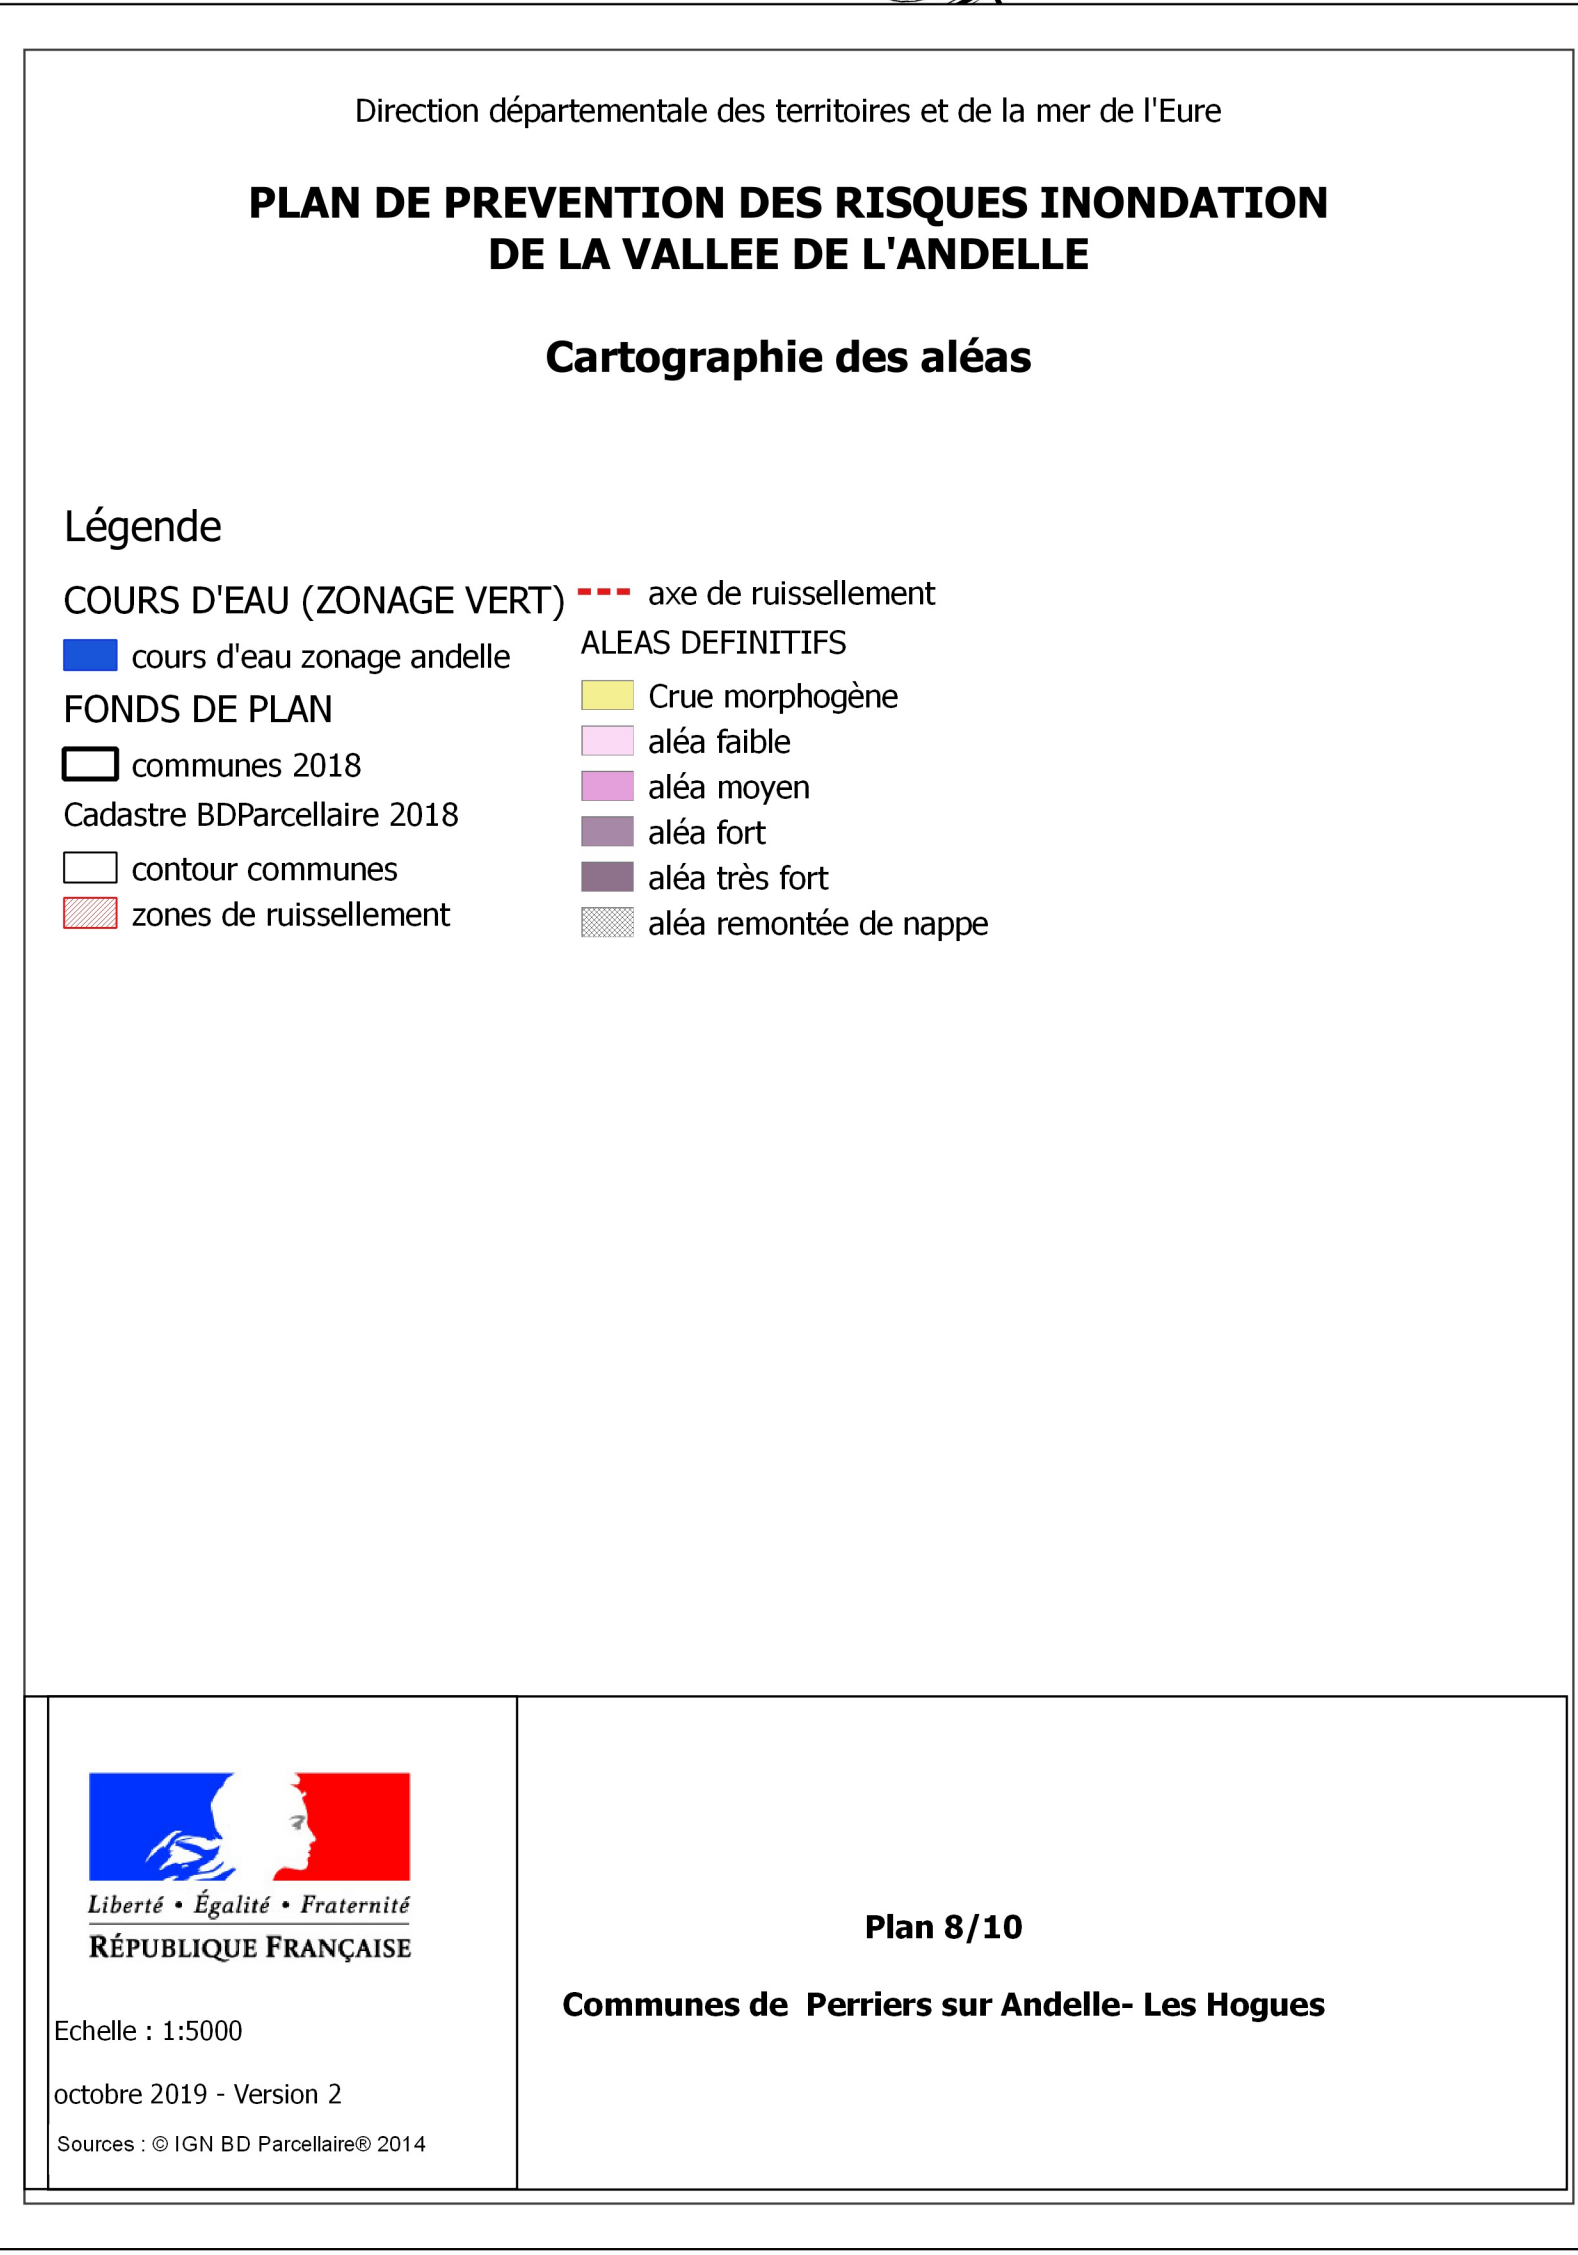 Direction départementale des territoires et de la mer de l'Eure
PLAN DE PREVENTION DES RISQUES INONDATION
DE LA VALLEE DE L'ANDELLE
Cartographie des aléas
Légende
COURS D'EAU (ZONAGE VERT)
cours d'eau zonage andelle
FONDS DE PLAN
communes 2018
Cadastre BDParcellaire 2018
contour communes
zones de ruissellement
axe de ruissellement
ALEAS DEFINITIFS
Crue morphogène
aléa faible
aléa moyen
aléa fort
aléa très fort
aléa remontée de nappe
Liberté • Égalité • Fraternité
RÉPUBLIQUE FRANÇAISE
Echelle : 1:5000
octobre 2019 - Version 2
Sources : © IGN BD Parcellaire® 2014
Plan 8/10
Communes de Perriers sur Andelle- Les Hogues